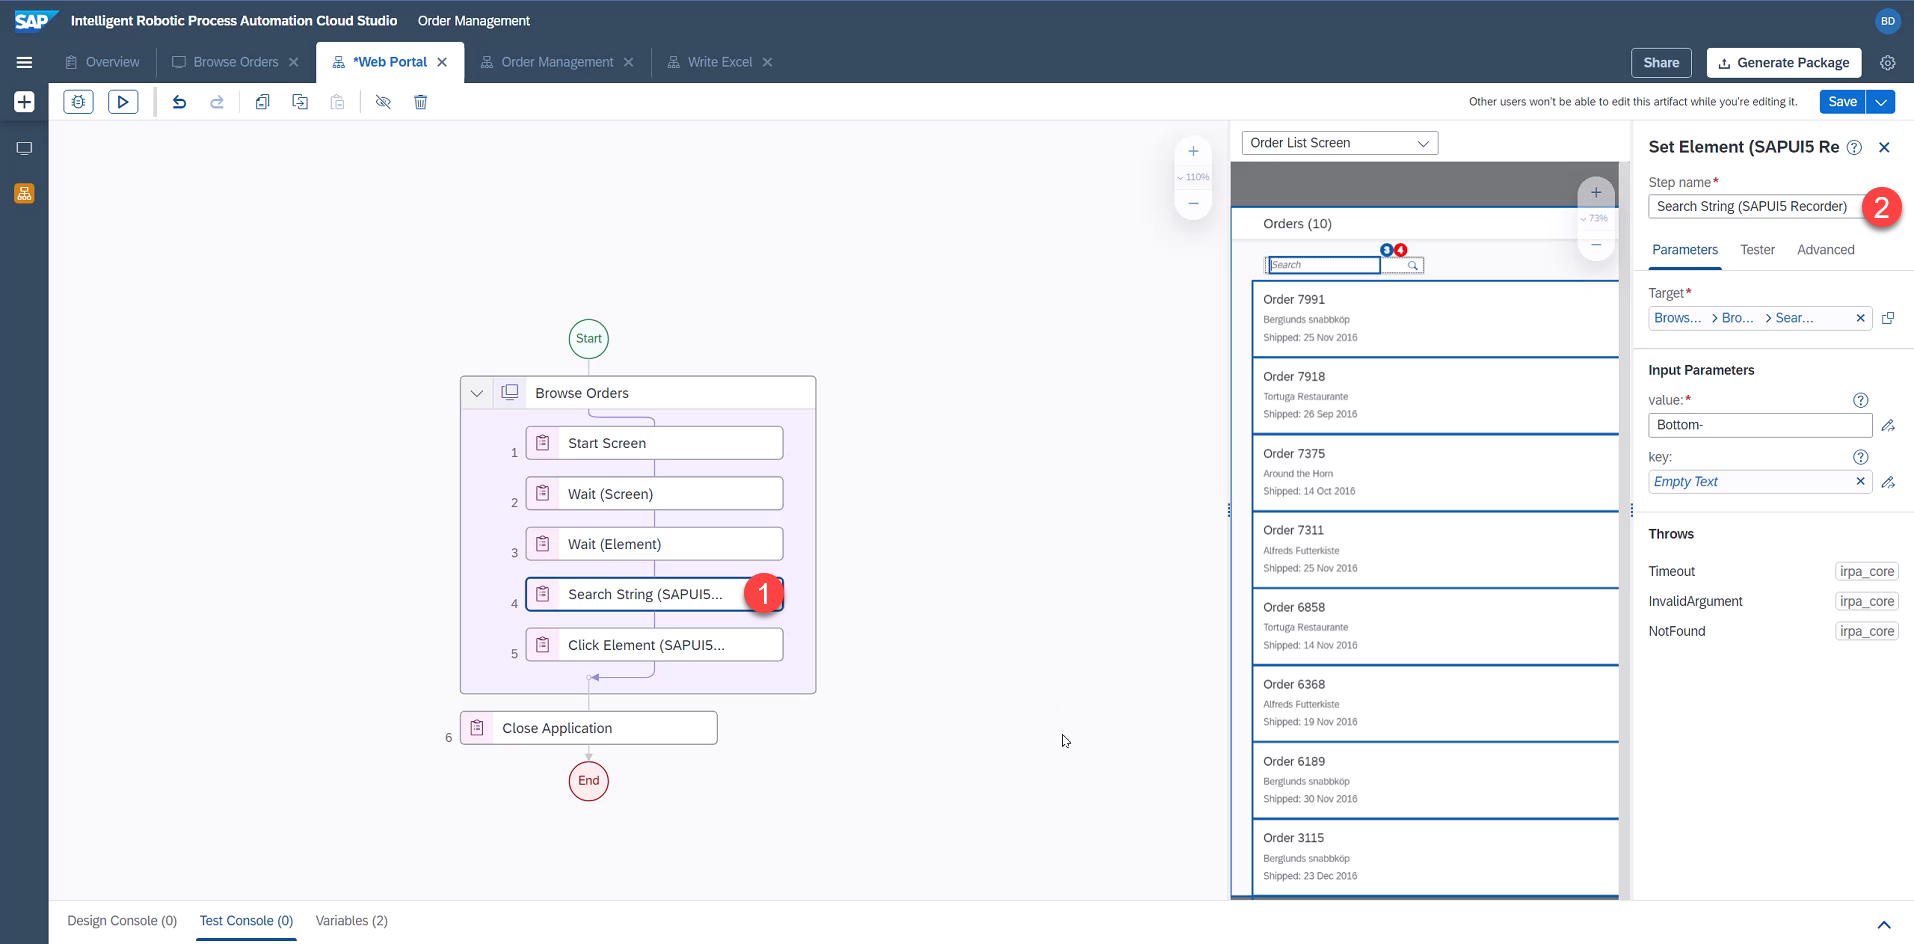 SAP Intelligent Robotic Process Automation Cloud Studio Order Management BD
Overview Browse Orders *Web Portal Order Management Write Excel Share Generate Package
Other users won't be able to edit this artifact while you're editing it. Save
110%
Start
Browse Orders
1 Start Screen
2 Wait (Screen)
3 Wait (Element)
4 Search String (SAPUI5... 1
5 Click Element (SAPUI5...
6 Close Application
End
Order List Screen
73%
Orders (10)
3 4
Search
Order 7991
Berglunds snabbköp
Shipped: 25 Nov 2016
Order 7918
Tortuga Restaurante
Shipped: 26 Sep 2016
Order 7375
Around the Horn
Shipped: 14 Oct 2016
Order 7311
Alfreds Futterkiste
Shipped: 25 Nov 2016
Order 6858
Tortuga Restaurante
Shipped: 14 Nov 2016
Order 6368
Alfreds Futterkiste
Shipped: 19 Nov 2016
Order 6189
Berglunds snabbköp
Shipped: 30 Nov 2016
Order 3115
Berglunds snabbköp
Shipped: 23 Dec 2016
Set Element (SAPUI5 Re
Step name*
Search String (SAPUI5 Recorder) 2
Parameters Tester Advanced
Target*
Brows... > Bro... > Sear...
Input Parameters
value:*
Bottom-
key:
Empty Text
Throws
Timeout irpa_core
InvalidArgument irpa_core
NotFound irpa_core
Design Console (0) Test Console (0) Variables (2)